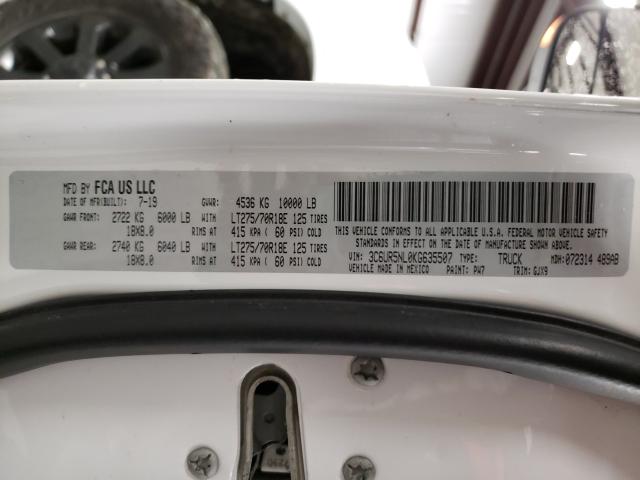 MFD BY FCA US LLC
DATE OF MFR(BUILT): 7-19 GVWR: 4536 KG 10000 LB
GAWR FRONT: 2722 KG 6000 LB WITH LT275/70R18E 125 TIRES
18X8.0 RIMS AT 415 KPA ( 60 PSI) COLD
GAWR REAR: 2740 KG 6040 LB WITH LT275/70R18E 125 TIRES
18X8.0 RIMS AT 415 KPA ( 60 PSI) COLD
THIS VEHICLE CONFORMS TO ALL APPLICABLE U.S.A. FEDERAL MOTOR VEHICLE SAFETY
STANDARDS IN EFFECT ON THE DATE OF MANUFACTURE SHOWN ABOVE.
VIN: 3C6UR5NL0KG635507 TYPE: TRUCK MDH: 072314 489AB
VEHICLE MADE IN MEXICO PAINT: PW7 TRIM: GJX9